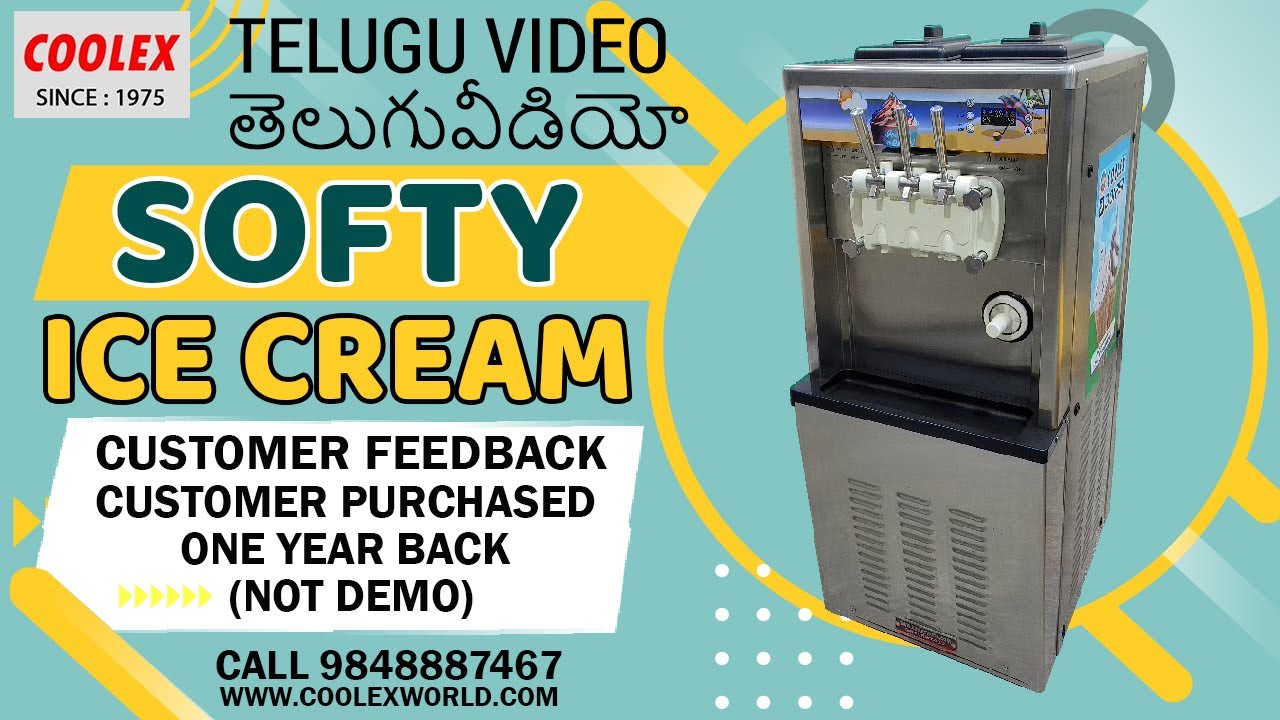 COOLEX
SINCE : 1975
TELUGU VIDEO
తెలుగువీడియో
SOFTY
ICE CREAM
CUSTOMER FEEDBACK
CUSTOMER PURCHASED
ONE YEAR BACK
(NOT DEMO)
CALL 9848887467
WWW.COOLEXWORLD.COM